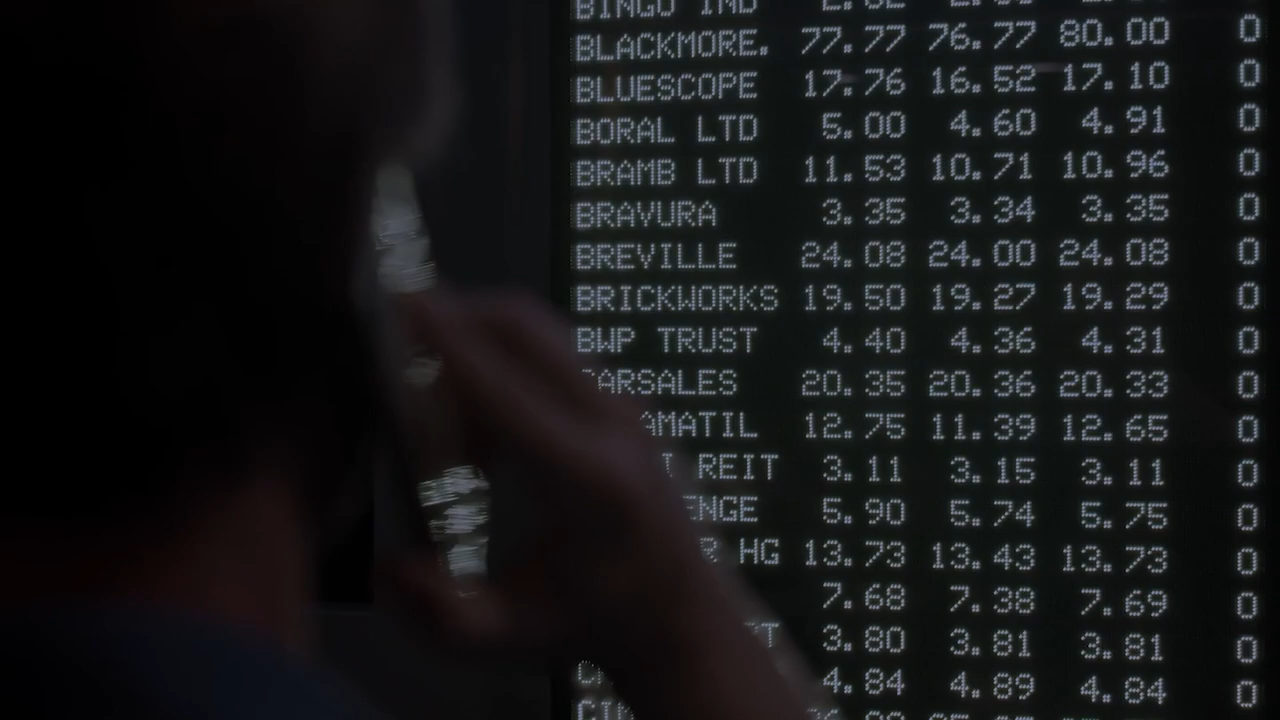 BINGO IND
BLACKMORE. 77.77 76.77 80.00 0
BLUESCOPE 17.76 16.52 17.10 0
BORAL LTD 5.00 4.60 4.91 0
BRAMB LTD 11.53 10.71 10.96 0
BRAVURA 3.35 3.34 3.35 0
BREVILLE 24.08 24.00 24.08 0
BRICKWORKS 19.50 19.27 19.29 0
BWP TRUST 4.40 4.36 4.31 0
ARSALES 20.35 20.36 20.33 0
AMATIL 12.75 11.39 12.65 0
I REIT 3.11 3.15 3.11 0
ENGE 5.90 5.74 5.75 0
HG 13.73 13.43 13.73 0
7.68 7.38 7.69 0
T 3.80 3.81 3.81 0
4.84 4.89 4.84 0